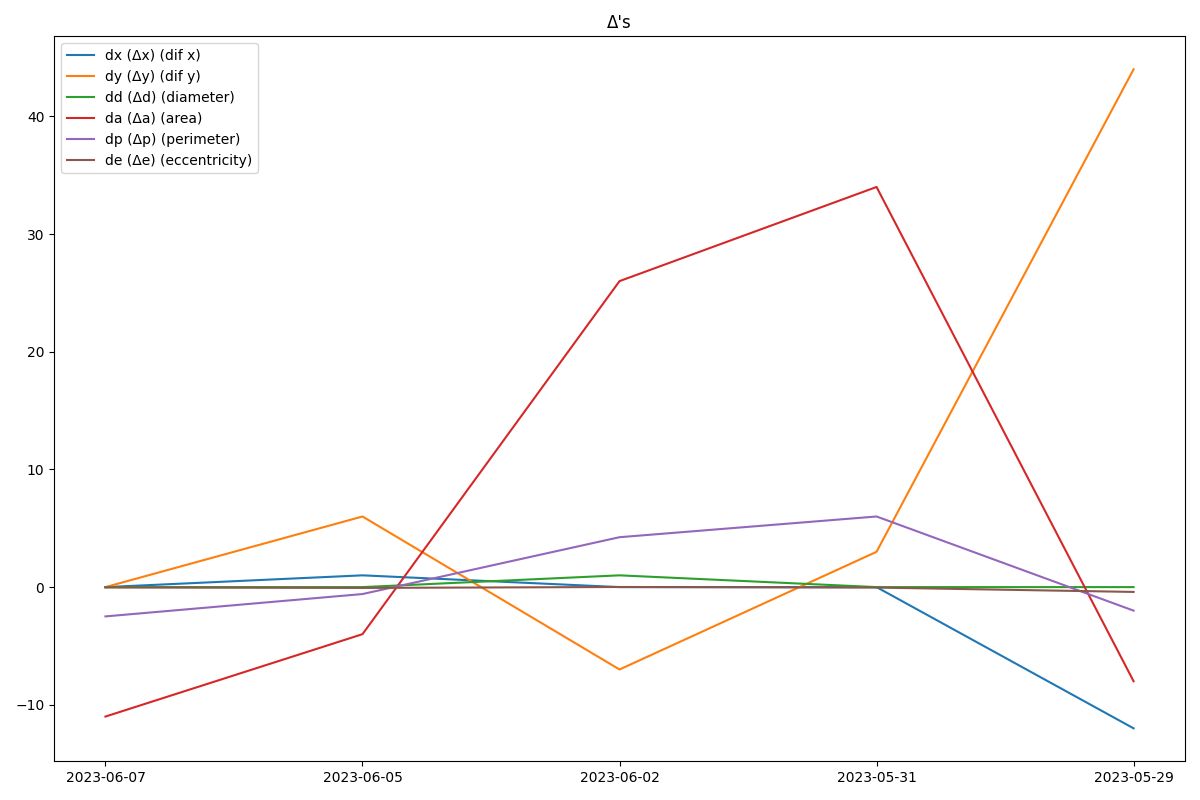 Δ's
dx (Δx) (dif x)
dy (Δy) (dif y)
dd (Δd) (diameter)
da (Δa) (area)
dp (Δp) (perimeter)
de (Δe) (eccentricity)
40
30
20
10
0
−10
2023-06-07 2023-06-05 2023-06-02 2023-05-31 2023-05-29